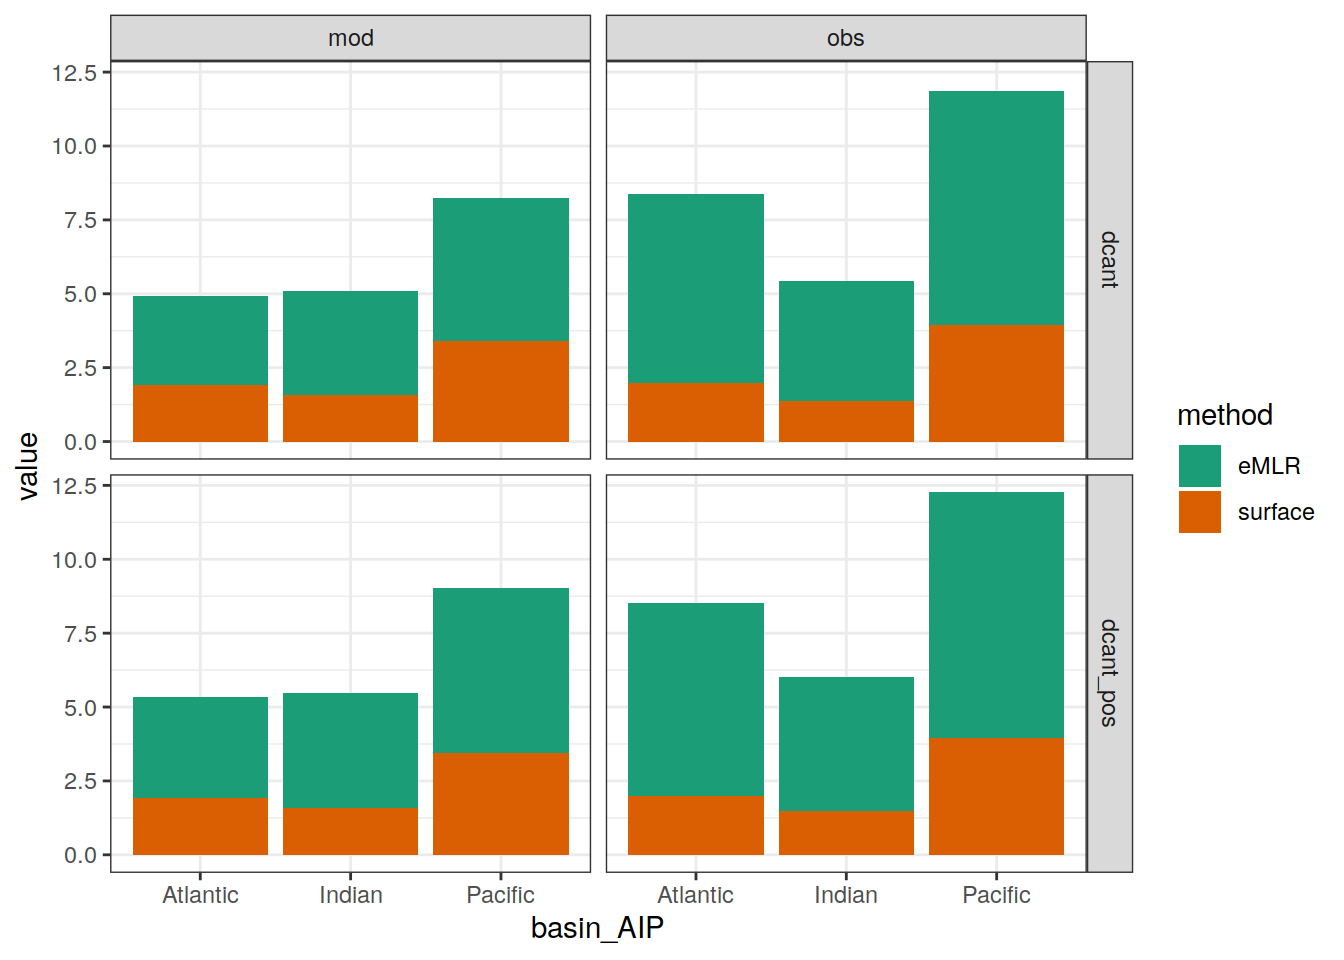 mod
obs
12.5
10.0
7.5
5.0
2.5
0.0
dcant
12.5
10.0
7.5
5.0
2.5
0.0
dcant_pos
value
Atlantic Indian Pacific
Atlantic Indian Pacific
basin_AIP
method
eMLR
surface